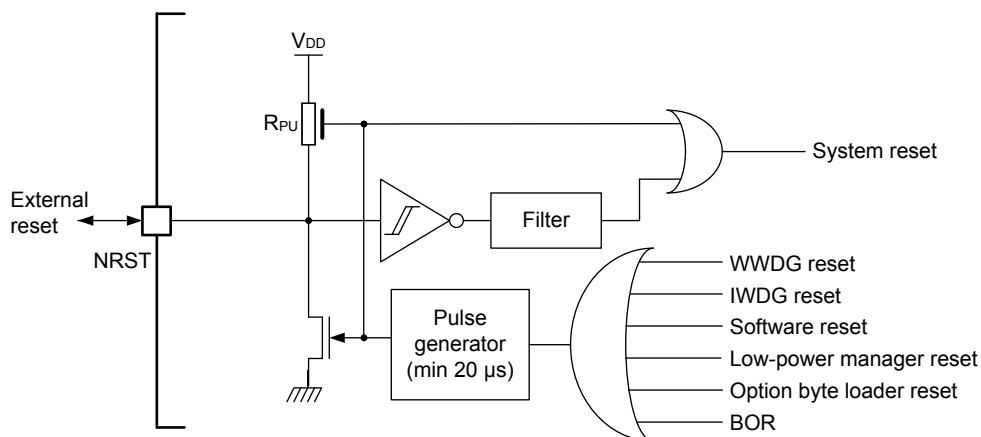 VDD
RPU
System reset
External
reset
Filter
NRST
WWDG reset
IWDG reset
Software reset
Low-power manager reset
Option byte loader reset
BOR
Pulse
generator
(min 20 µs)